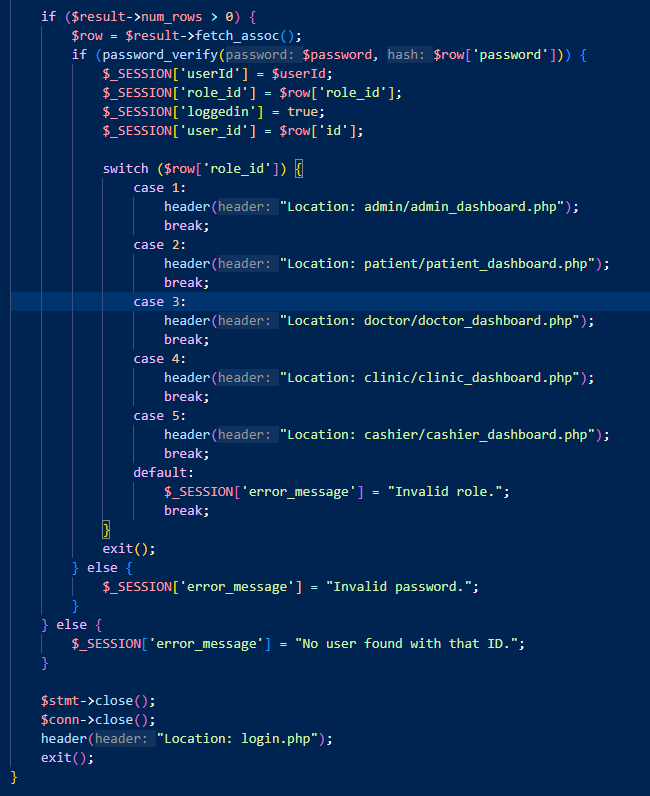 if ($result->num_rows > 0) {
$row = $result->fetch_assoc();
if (password_verify(password: $password, hash: $row['password'])) {
$_SESSION['userId'] = $userId;
$_SESSION['role_id'] = $row['role_id'];
$_SESSION['loggedin'] = true;
$_SESSION['user_id'] = $row['id'];
switch ($row['role_id']) {
case 1:
header(header: "Location: admin/admin_dashboard.php");
break;
case 2:
header(header: "Location: patient/patient_dashboard.php");
break;
case 3:
header(header: "Location: doctor/doctor_dashboard.php");
break;
case 4:
header(header: "Location: clinic/clinic_dashboard.php");
break;
case 5:
header(header: "Location: cashier/cashier_dashboard.php");
break;
default:
$_SESSION['error_message'] = "Invalid role.";
break;
}
exit();
} else {
$_SESSION['error_message'] = "Invalid password.";
}
} else {
$_SESSION['error_message'] = "No user found with that ID.";
}
$stmt->close();
$conn->close();
header(header: "Location: login.php");
exit();
}